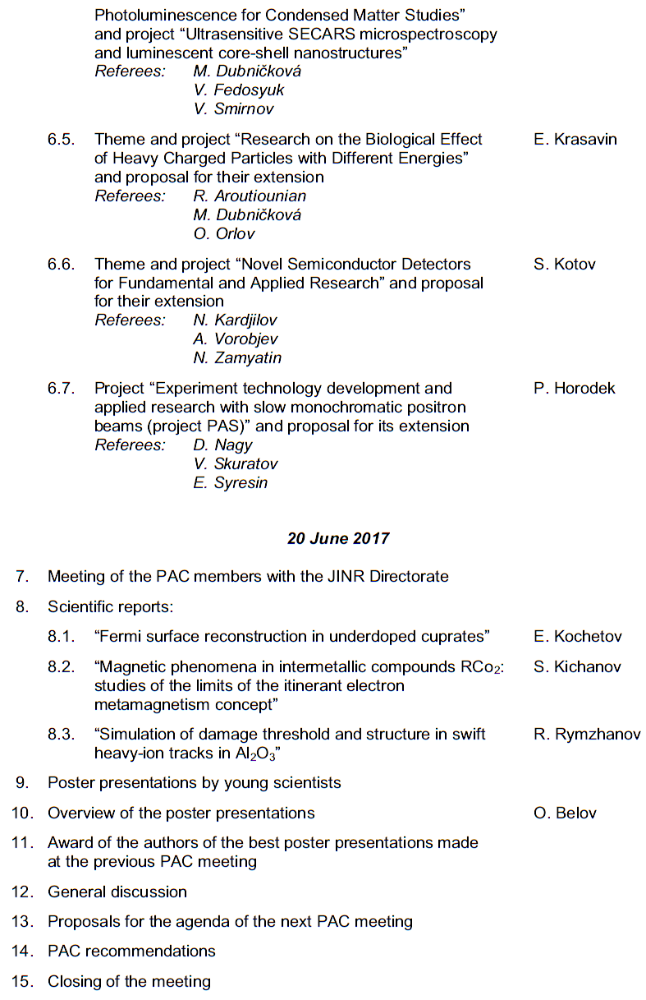 Photoluminescence for Condensed Matter Studies”
and project “Ultrasensitive SECARS microspectroscopy
and luminescent core-shell nanostructures”
Referees: M. Dubničková
V. Fedosyuk
V. Smirnov
6.5. Theme and project “Research on the Biological Effect E. Krasavin
of Heavy Charged Particles with Different Energies”
and proposal for their extension
Referees: R. Aroutiounian
M. Dubničková
O. Orlov
6.6. Theme and project “Novel Semiconductor Detectors S. Kotov
for Fundamental and Applied Research” and proposal
for their extension
Referees: N. Kardjilov
A. Vorobjev
N. Zamyatin
6.7. Project “Experiment technology development and P. Horodek
applied research with slow monochromatic positron
beams (project PAS)” and proposal for its extension
Referees: D. Nagy
V. Skuratov
E. Syresin
20 June 2017
7. Meeting of the PAC members with the JINR Directorate
8. Scientific reports:
8.1. “Fermi surface reconstruction in underdoped cuprates” E. Kochetov
8.2. “Magnetic phenomena in intermetallic compounds RCo₂: S. Kichanov
studies of the limits of the itinerant electron
metamagnetism concept”
8.3. “Simulation of damage threshold and structure in swift R. Rymzhanov
heavy-ion tracks in Al₂O₃”
9. Poster presentations by young scientists
10. Overview of the poster presentations O. Belov
11. Award of the authors of the best poster presentations made
at the previous PAC meeting
12. General discussion
13. Proposals for the agenda of the next PAC meeting
14. PAC recommendations
15. Closing of the meeting